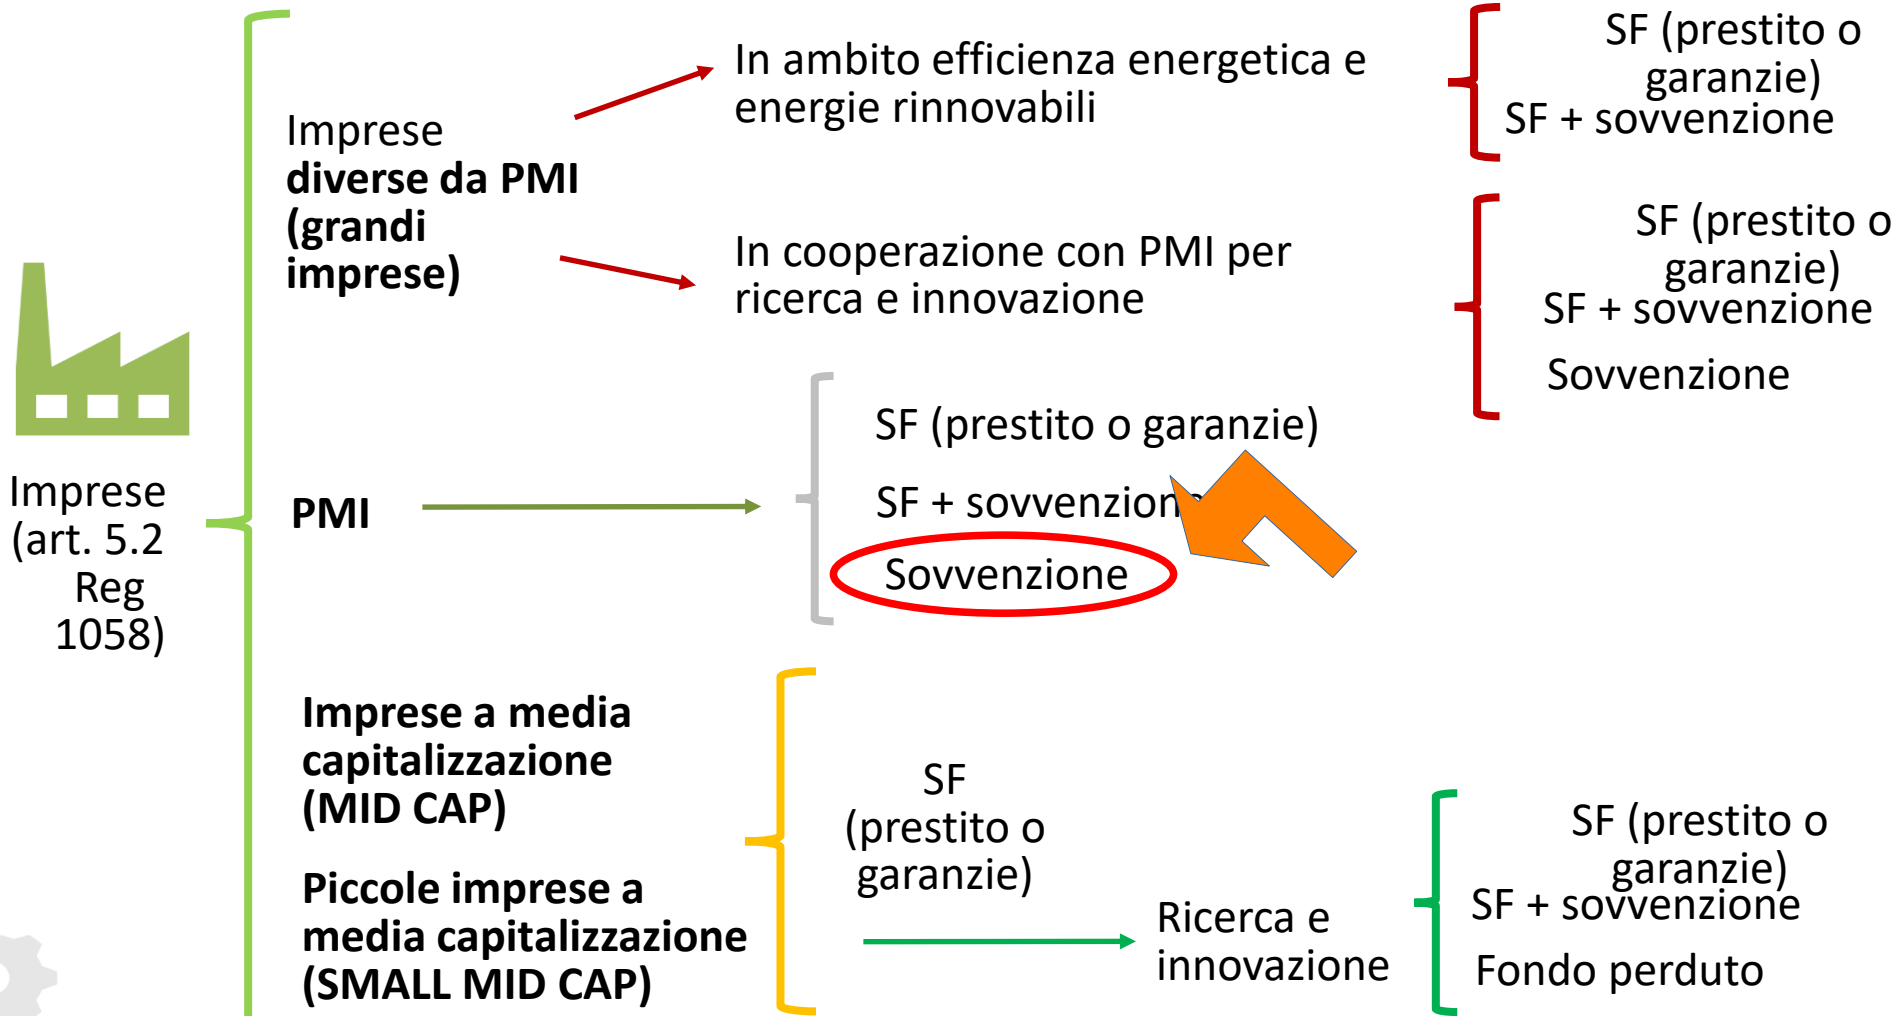 Imprese
(art. 5.2
Reg
1058)
Imprese
diverse da PMI
(grandi
imprese)
In ambito efficienza energetica e
energie rinnovabili
SF (prestito o
garanzie)
SF + sovvenzione
In cooperazione con PMI per
ricerca e innovazione
SF (prestito o
garanzie)
SF + sovvenzione
Sovvenzione
PMI
SF (prestito o garanzie)
SF + sovvenzione
Sovvenzione
Imprese a media
capitalizzazione
(MID CAP)
Piccole imprese a
media capitalizzazione
(SMALL MID CAP)
SF
(prestito o
garanzie)
Ricerca e
innovazione
SF (prestito o
garanzie)
SF + sovvenzione
Fondo perduto